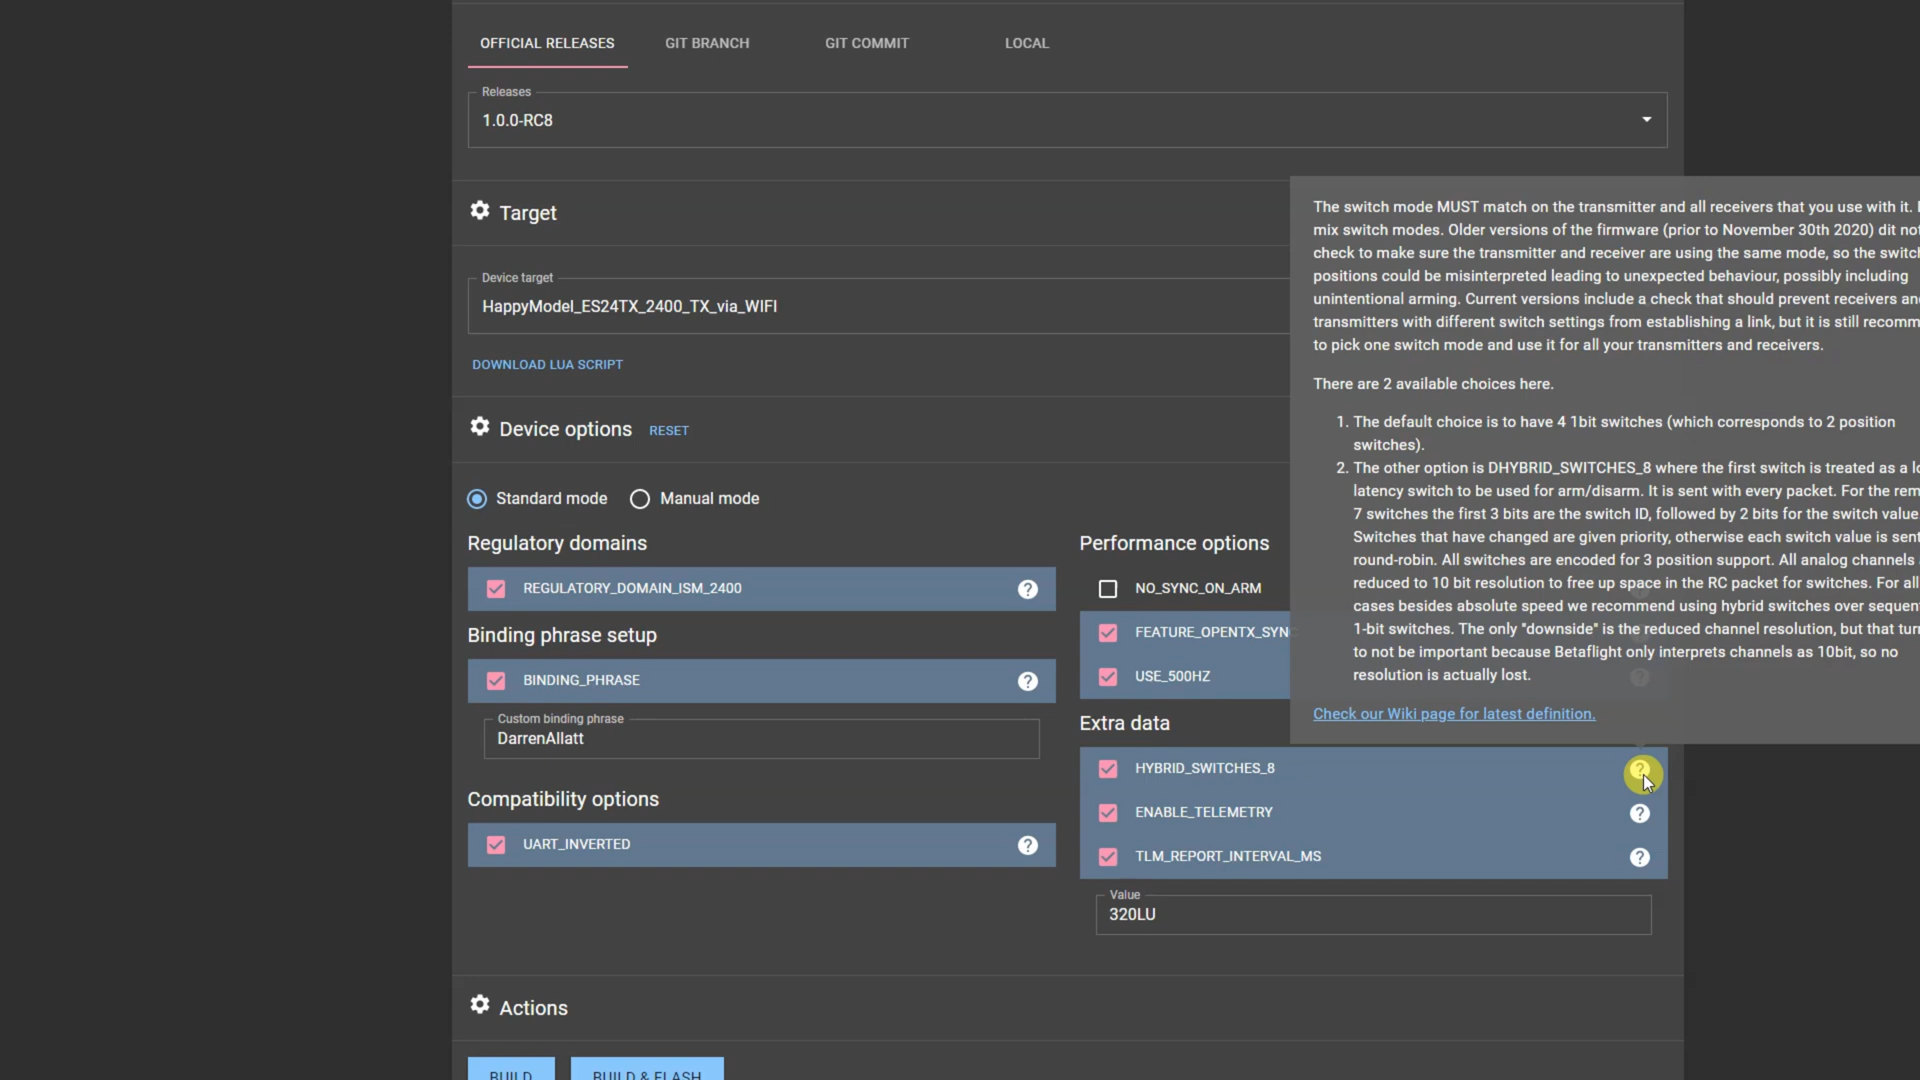 OFFICIAL RELEASES GIT BRANCH GIT COMMIT LOCAL
Releases
1.0.0-RC8
Target
Device target
HappyModel_ES24TX_2400_TX_via_WIFI
DOWNLOAD LUA SCRIPT
Device options RESET
Standard mode Manual mode
Regulatory domains
REGULATORY_DOMAIN_ISM_2400 ?
Binding phrase setup
BINDING_PHRASE ?
Custom binding phrase
DarrenAllatt
Compatibility options
UART_INVERTED ?
Performance options
NO_SYNC_ON_ARM
FEATURE_OPENTX_SYN
USE_500HZ
Extra data
HYBRID_SWITCHES_8 ?
ENABLE_TELEMETRY ?
TLM_REPORT_INTERVAL_MS ?
Value
320LU
The switch mode MUST match on the transmitter and all receivers that you use with it.
mix switch modes. Older versions of the firmware (prior to November 30th 2020) dit not
check to make sure the transmitter and receiver are using the same mode, so the switch
positions could be misinterpreted leading to unexpected behaviour, possibly including
unintentional arming. Current versions include a check that should prevent receivers an
transmitters with different switch settings from establishing a link, but it is still recomm
to pick one switch mode and use it for all your transmitters and receivers.
There are 2 available choices here.
1. The default choice is to have 4 1bit switches (which corresponds to 2 position
switches).
2. The other option is DHYBRID_SWITCHES_8 where the first switch is treated as a lo
latency switch to be used for arm/disarm. It is sent with every packet. For the rem
7 switches the first 3 bits are the switch ID, followed by 2 bits for the switch value
Switches that have changed are given priority, otherwise each switch value is sent
round-robin. All switches are encoded for 3 position support. All analog channels
reduced to 10 bit resolution to free up space in the RC packet for switches. For all
cases besides absolute speed we recommend using hybrid switches over sequen
1-bit switches. The only "downside" is the reduced channel resolution, but that tur
to not be important because Betaflight only interprets channels as 10bit, so no
resolution is actually lost.
Check our Wiki page for latest definition.
Actions
BUILD BUILD & FLASH